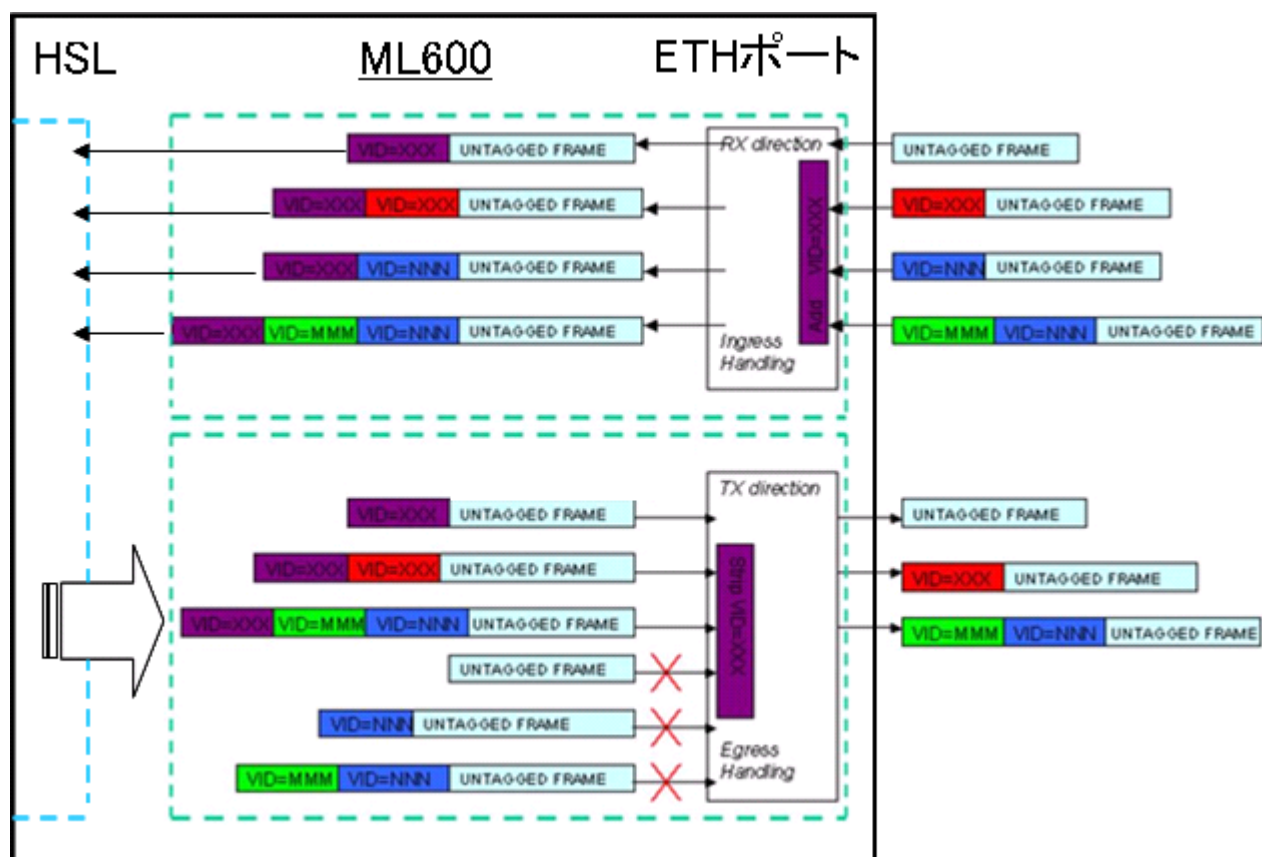 HSL ML600 ETHポート
RX direction
VID=XXX UNTAGGED FRAME
UNTAGGED FRAME
VID=XXX VID=XXX UNTAGGED FRAME
VID=XXX UNTAGGED FRAME
VID=XXX VID=NNN UNTAGGED FRAME
VID=NNN UNTAGGED FRAME
VID=XXX VID=MMM VID=NNN UNTAGGED FRAME
VID=MMM VID=NNN UNTAGGED FRAME
Add VID=XXX
Ingress
Handling
TX direction
VID=XXX UNTAGGED FRAME
UNTAGGED FRAME
VID=XXX VID=XXX UNTAGGED FRAME
VID=XXX UNTAGGED FRAME
VID=XXX VID=MMM VID=NNN UNTAGGED FRAME
VID=MMM VID=NNN UNTAGGED FRAME
Strip VID=XXX
UNTAGGED FRAME
VID=NNN UNTAGGED FRAME
VID=MMM VID=NNN UNTAGGED FRAME
Egress
Handling